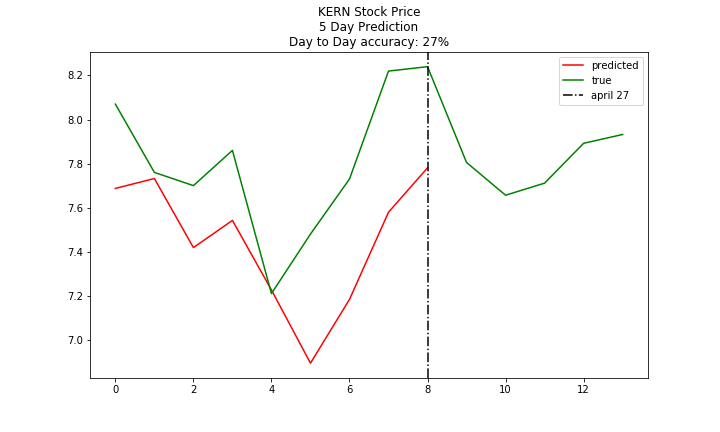 KERN Stock Price
5 Day Prediction
Day to Day accuracy: 27%
predicted
true
april 27
8.2
8.0
7.8
7.6
7.4
7.2
7.0
0 2 4 6 8 10 12